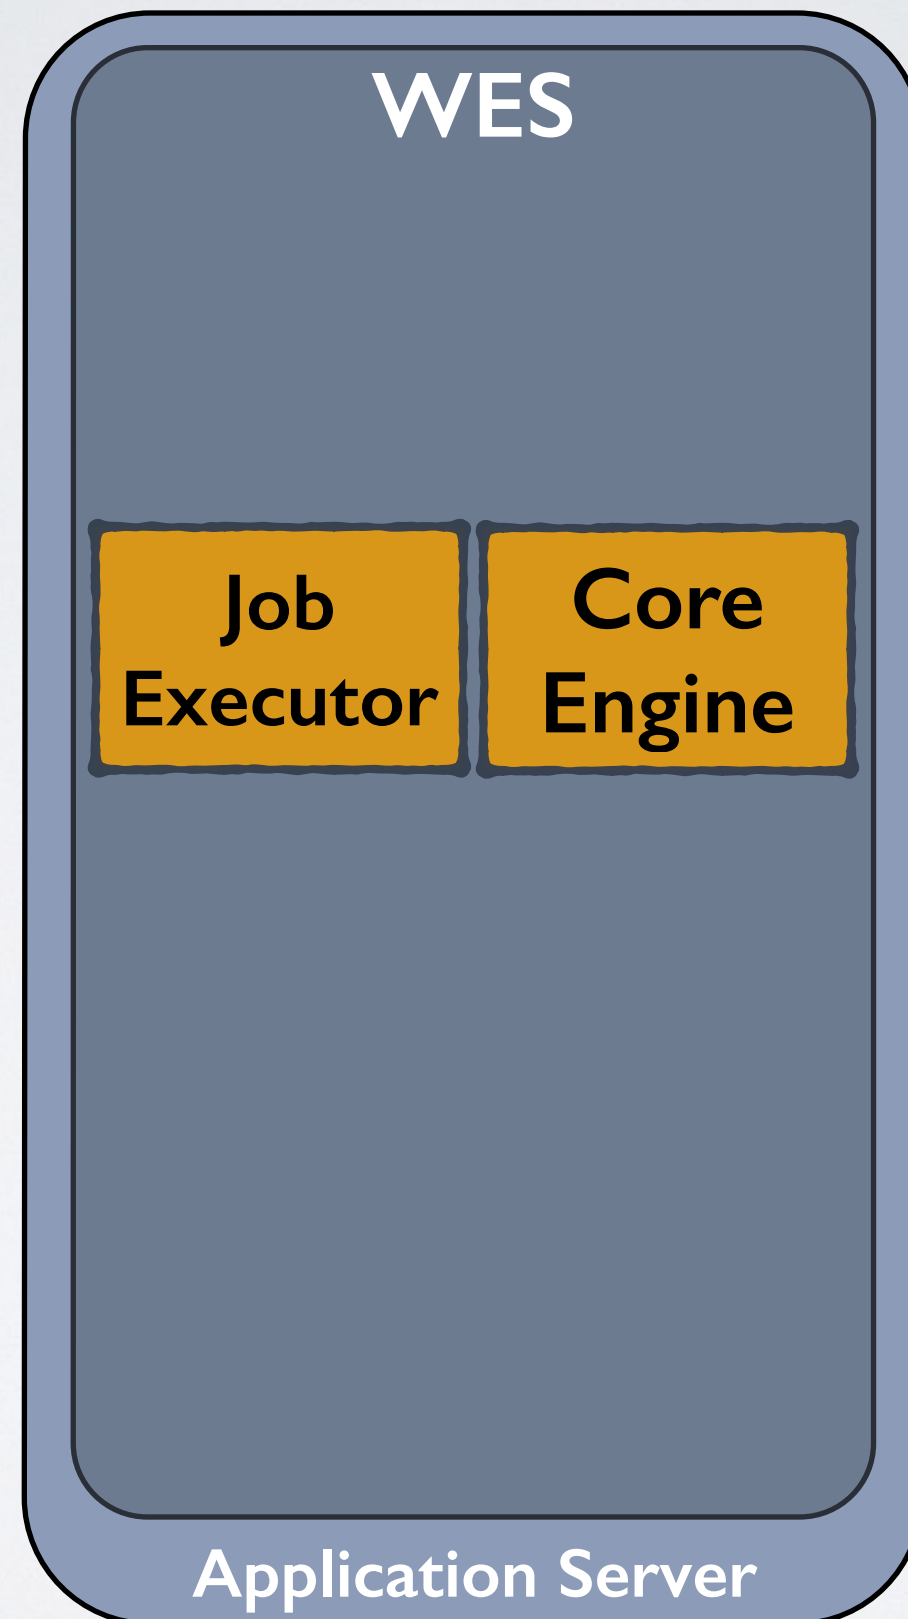 WES
Job
Executor
Core
Engine
Application Server